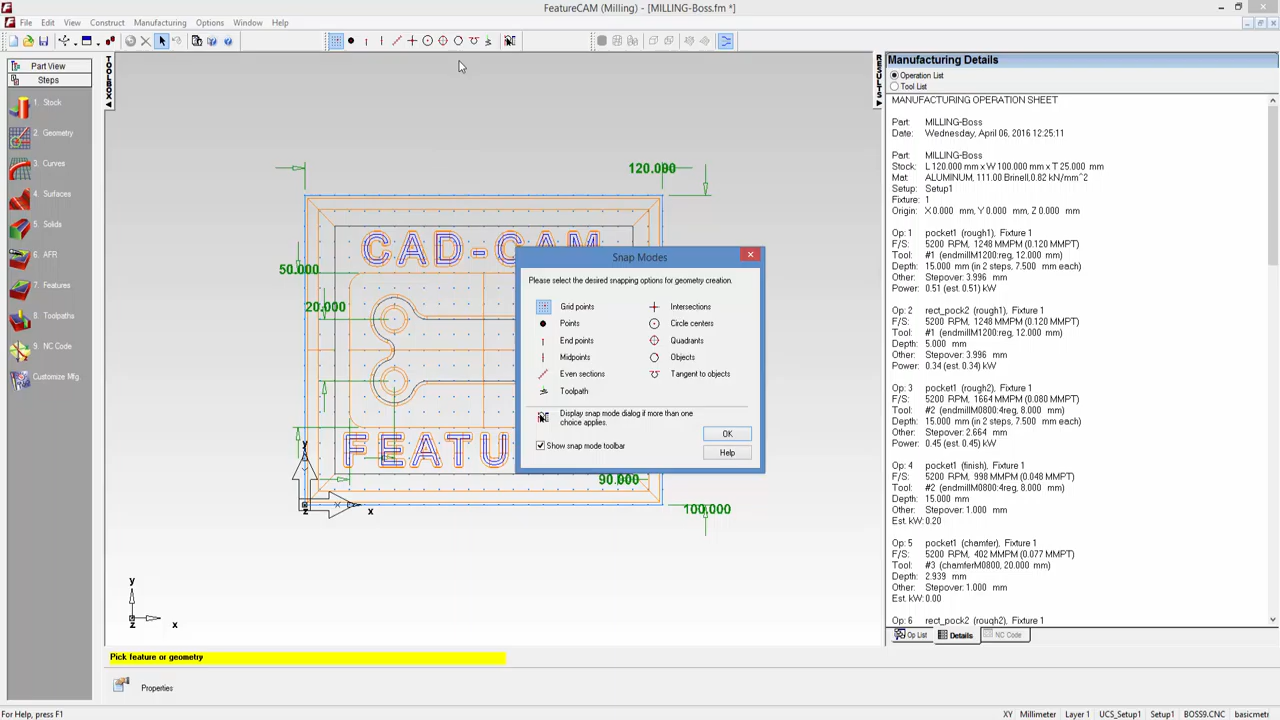 FeatureCAM (Milling) - [MILLING-Boss.fm *]
File Edit View Construct Manufacturing Options Window Help
Part View
Steps
1. Stock
2. Geometry
3. Curves
4. Surfaces
5. Solids
6. AFR
7. Features
8. Toolpaths
9. NC Code
Customize Mfg.
TOOLBOX
RESULTS
120.000
50.000
20.000
90.000
100.000
CAD-CAM
FEATU
y
x
z
y
x
z
Snap Modes
Please select the desired snapping options for geometry creation.
Grid points
Intersections
Points
Circle centers
End points
Quadrants
Midpoints
Objects
Even sections
Tangent to objects
Toolpath
Display snap mode dialog if more than one
choice applies.
Show snap mode toolbar
OK
Help
Manufacturing Details
Operation List
Tool List
MANUFACTURING OPERATION SHEET
Part: MILLING-Boss
Date: Wednesday, April 06, 2016 12:25:11
Part: MILLING-Boss
Stock: L 120.000 mm x W 100.000 mm x T 25.000 mm
Mat: ALUMINUM, 111.00 Brinell,0.82 kN/mm^2
Setup: Setup1
Fixture: 1
Origin: X 0.000 mm, Y 0.000 mm, Z 0.000 mm
Op: 1 pocket1 (rough1), Fixture 1
F/S: 5200 RPM, 1248 MMPM (0.120 MMPT)
Tool: #1 (endmillM1200:reg, 12.000 mm)
Depth: 15.000 mm (in 2 steps, 7.500 mm each)
Other: Stepover: 3.996 mm
Power: 0.51 (est. 0.51) kW
Op: 2 rect_pock2 (rough1), Fixture 1
F/S: 5200 RPM, 1248 MMPM (0.120 MMPT)
Tool: #1 (endmillM1200:reg, 12.000 mm)
Depth: 5.000 mm
Other: Stepover: 3.996 mm
Power: 0.34 (est. 0.34) kW
Op: 3 pocket1 (rough2), Fixture 1
F/S: 5200 RPM, 1664 MMPM (0.080 MMPT)
Tool: #2 (endmillM0800:4reg, 8.000 mm)
Depth: 15.000 mm (in 2 steps, 7.500 mm each)
Other: Stepover: 2.664 mm
Power: 0.45 (est. 0.45) kW
Op: 4 pocket1 (finish), Fixture 1
F/S: 5200 RPM, 998 MMPM (0.048 MMPT)
Tool: #2 (endmillM0800:4reg, 8.000 mm)
Depth: 15.000 mm
Other: Stepover: 1.000 mm
Est. kW: 0.20
Op: 5 pocket1 (chamfer), Fixture 1
F/S: 5200 RPM, 402 MMPM (0.077 MMPT)
Tool: #3 (chamferM0800, 20.000 mm)
Depth: 2.939 mm
Other: Stepover: 1.000 mm
Est. kW: 0.00
Op: 6 rect_pock2 (rough2), Fixture 1
Op List Details NC Code
Pick feature or geometry
Properties
For Help, press F1
XY Millimeter Layer 1 UCS_Setup1 Setup1 BOSS9.CNC basicmetri